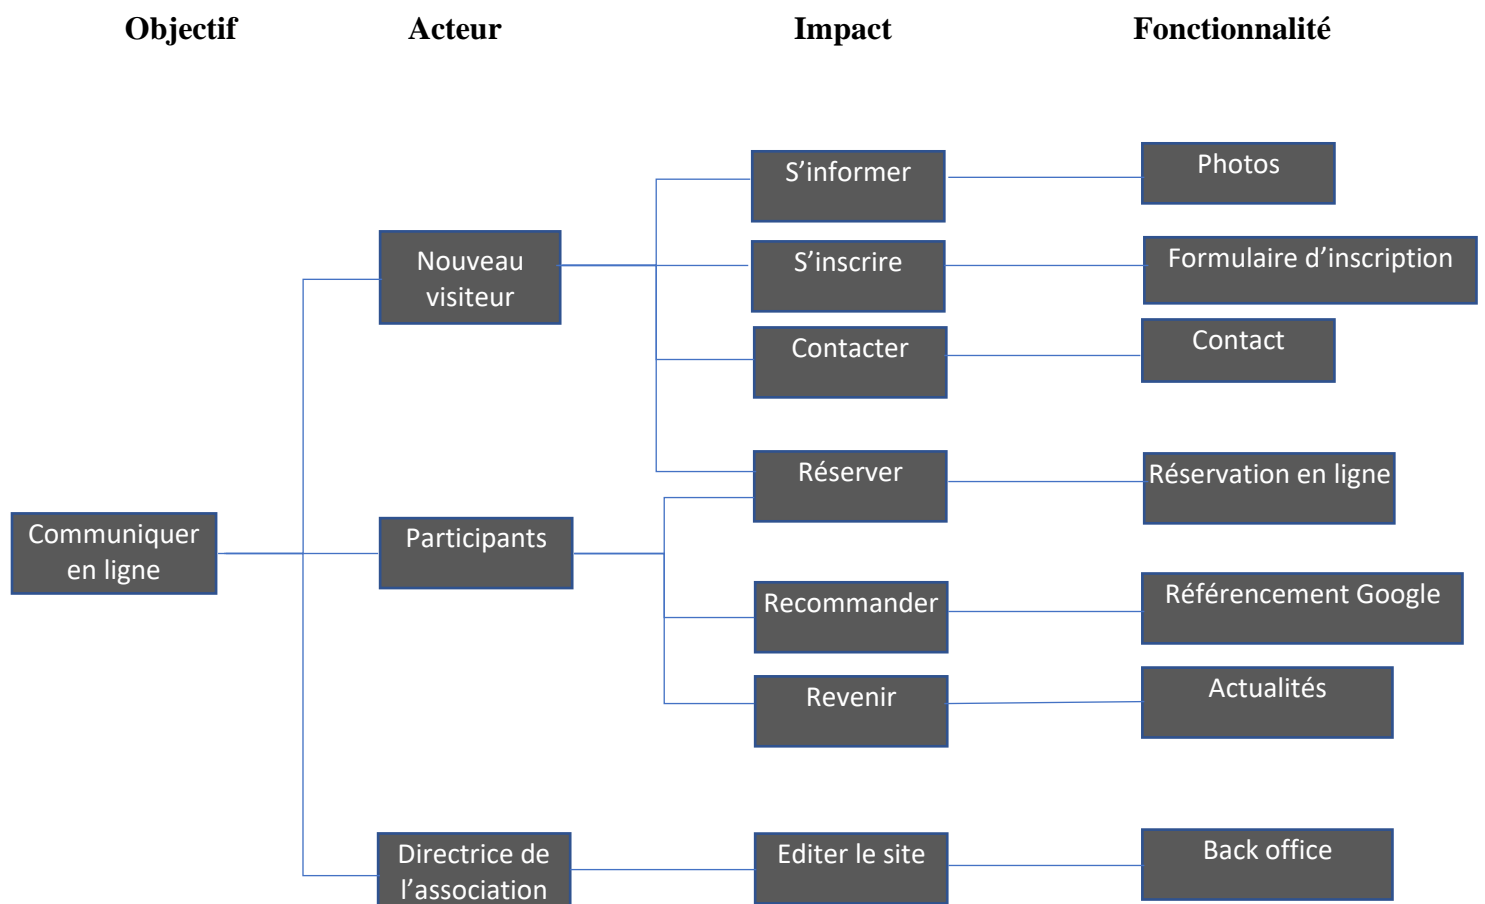 Objectif
Acteur
Impact
Fonctionnalité
S’informer
Photos
Nouveau
visiteur
S’inscrire
Formulaire d’inscription
Contacter
Contact
Réserver
Réservation en ligne
Communiquer
en ligne
Participants
Recommander
Référencement Google
Revenir
Actualités
Directrice de
l’association
Editer le site
Back office